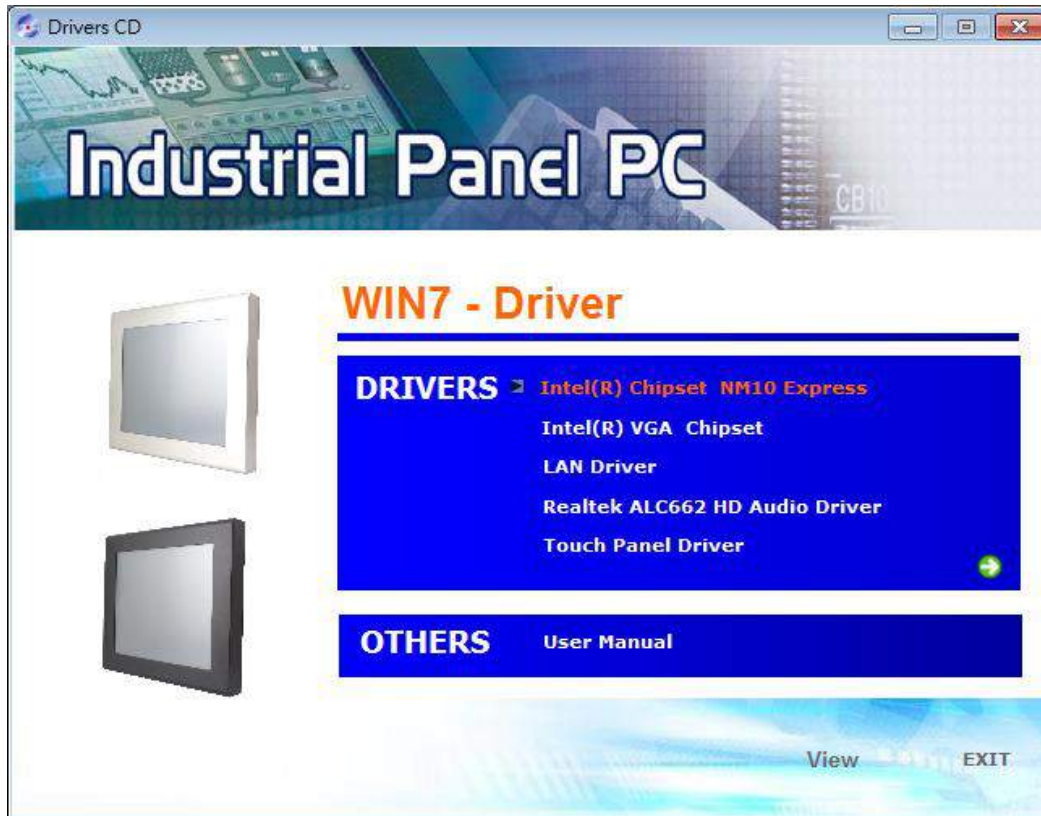 Drivers CD
Industrial Panel PC
CB10
WIN7 - Driver
DRIVERS
Intel(R) Chipset NM10 Express
Intel(R) VGA Chipset
LAN Driver
Realtek ALC662 HD Audio Driver
Touch Panel Driver
OTHERS
User Manual
View
EXIT